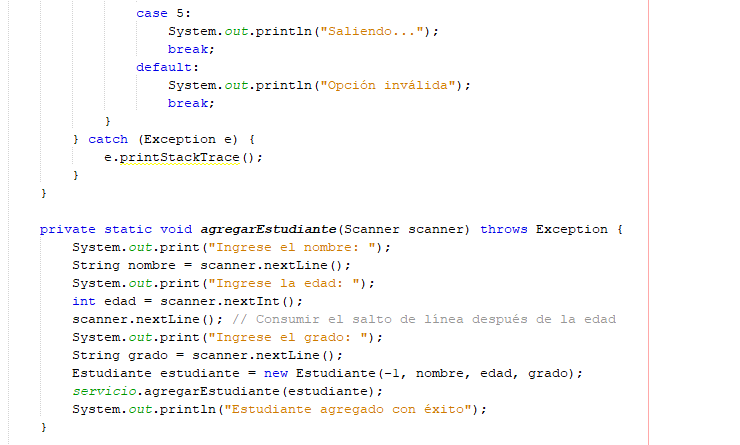 case 5:
System.out.println("Saliendo...");
break;
default:
System.out.println("Opción inválida");
break;
}
} catch (Exception e) {
e.printStackTrace();
}
}
private static void agregarEstudiante(Scanner scanner) throws Exception {
System.out.print("Ingrese el nombre: ");
String nombre = scanner.nextLine();
System.out.print("Ingrese la edad: ");
int edad = scanner.nextInt();
scanner.nextLine(); // Consumir el salto de línea después de la edad
System.out.print("Ingrese el grado: ");
String grado = scanner.nextLine();
Estudiante estudiante = new Estudiante(-1, nombre, edad, grado);
servicio.agregarEstudiante(estudiante);
System.out.println("Estudiante agregado con éxito");
}